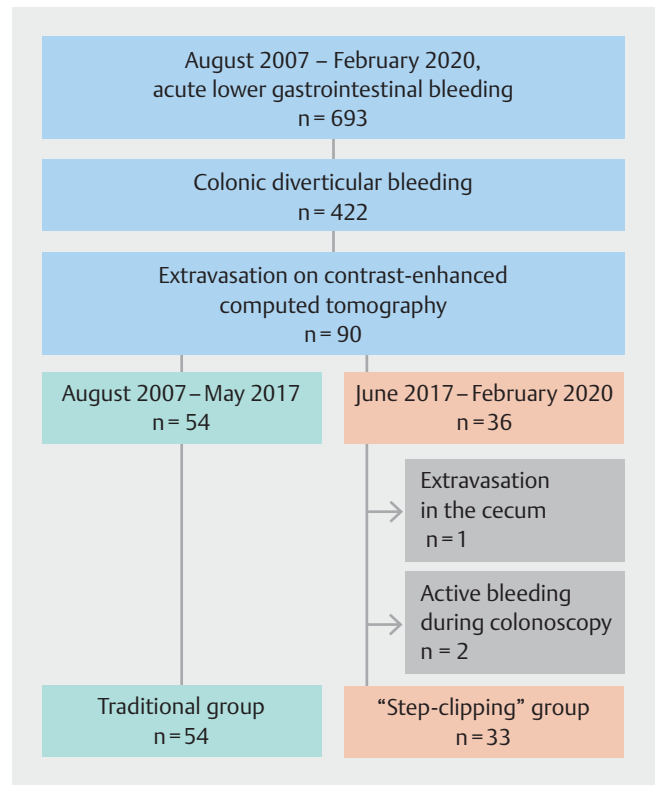 August 2007 – February 2020,
acute lower gastrointestinal bleeding
n = 693
Colonic diverticular bleeding
n = 422
Extravasation on contrast-enhanced
computed tomography
n = 90
August 2007 – May 2017
n = 54
June 2017 – February 2020
n = 36
Extravasation
in the cecum
n = 1
Active bleeding
during colonoscopy
n = 2
Traditional group
n = 54
“Step-clipping” group
n = 33